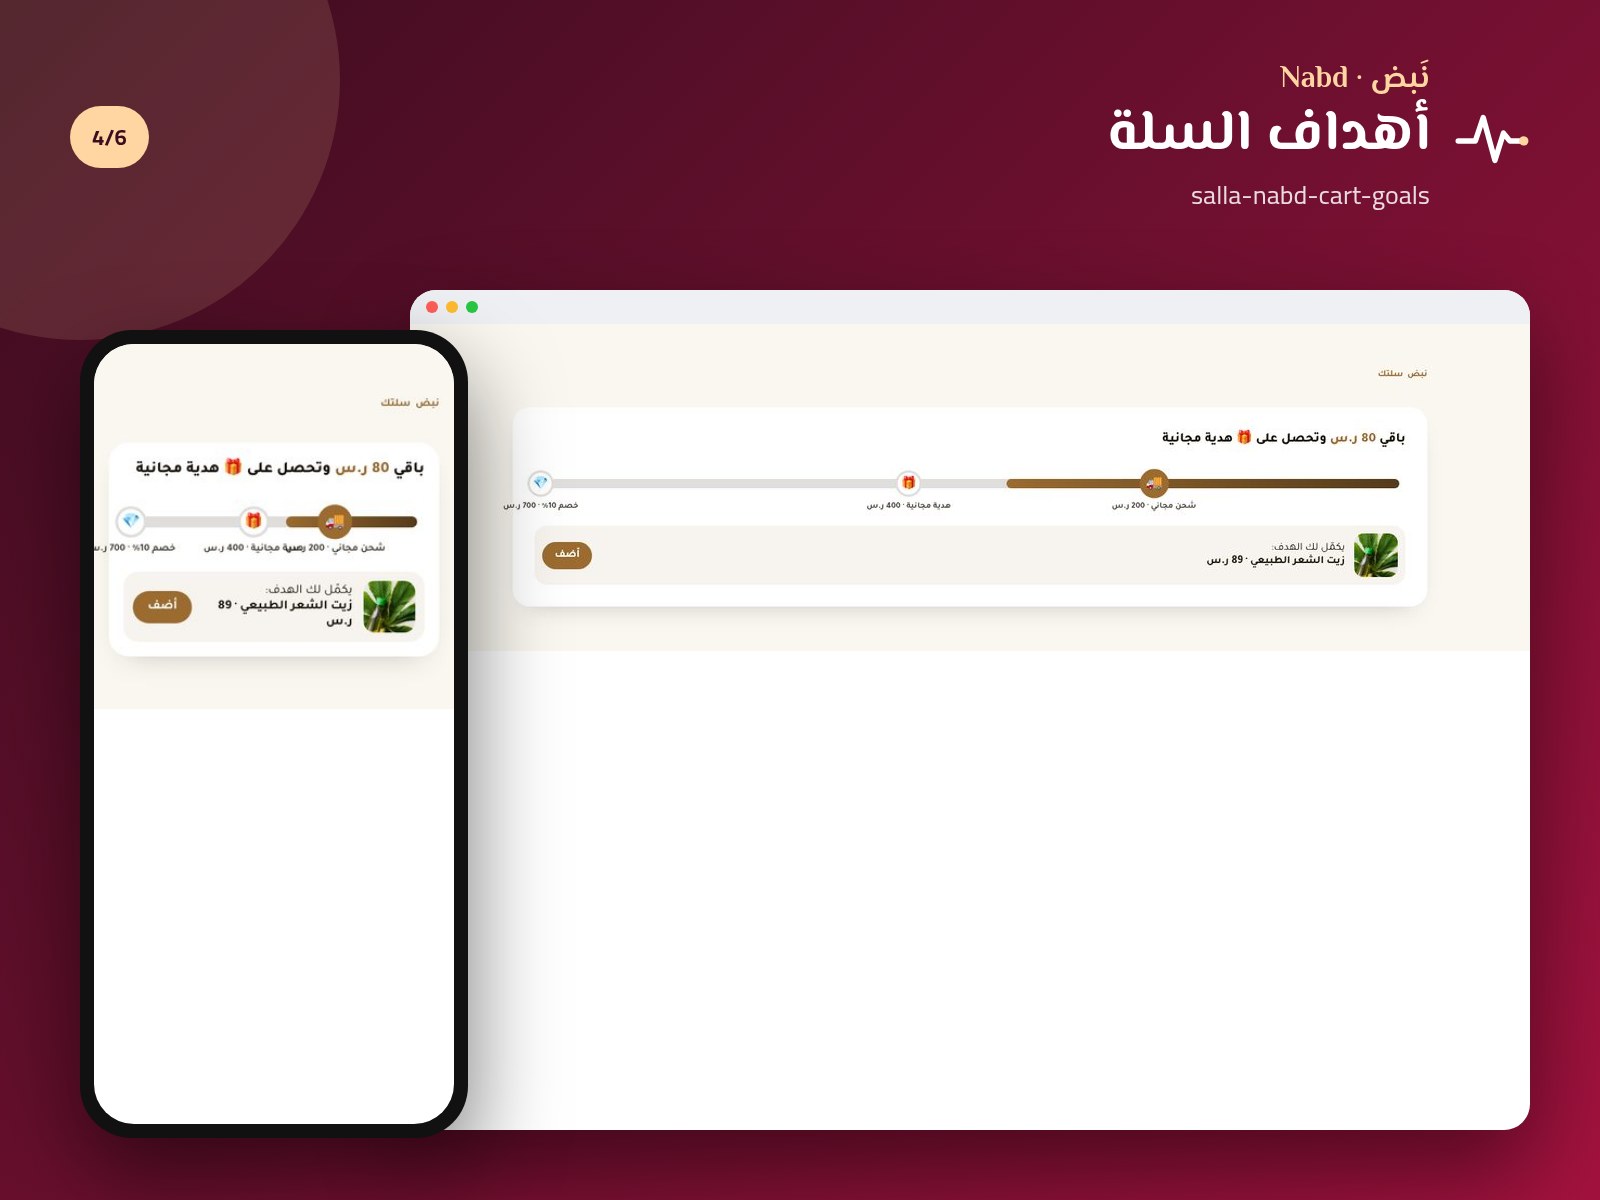 نَبض · Nabd
أهداف السلة
salla-nabd-cart-goals
4/6
نبض سلتك
باقي 80 ر.س وتحصل على 🎁 هدية مجانية
شحن مجاني · 200 ر.س
هدية مجانية · 400 ر.س
خصم 10% · 700 ر.س
يكمّل لك الهدف:
زيت الشعر الطبيعي · 89 ر.س
أضف
نبض سلتك
باقي 80 ر.س وتحصل على 🎁 هدية مجانية
شحن مجاني · 200
هدية مجانية · 400 ر.س
خصم 10% · 700
يكمّل لك الهدف:
زيت الشعر الطبيعي · 89
ر.س
أضف